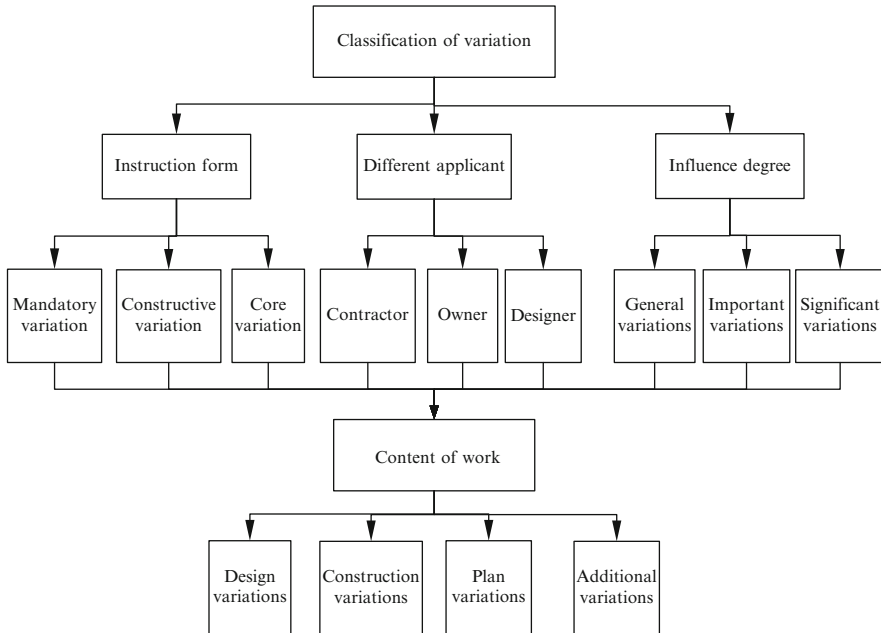 Classification of variation
Instruction form
Different applicant
Influence degree
Mandatory
variation
Constructive
variation
Core
variation
Contractor
Owner
Designer
General
variations
Important
variations
Significant
variations
Content of work
Design
variations
Construction
variations
Plan
variations
Additional
variations